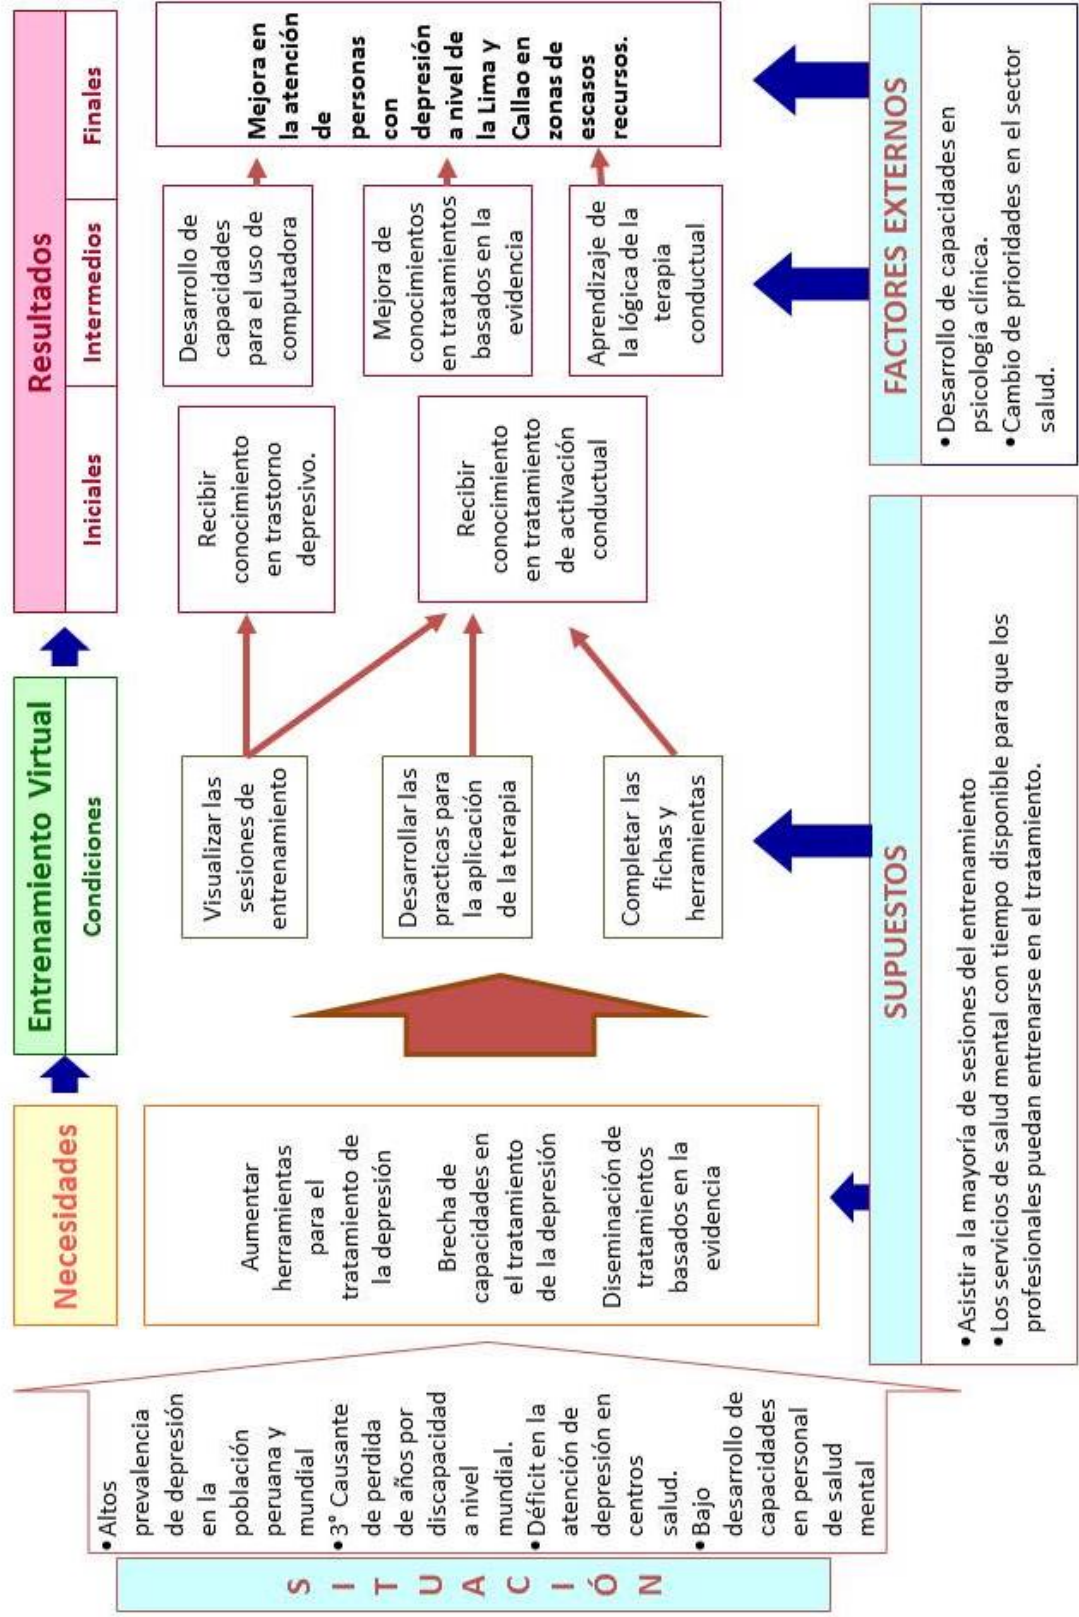 SITUACIÓN
• Altos
prevalencia
de depresión
en la
población
peruana y
mundial
• 3° Causante
de perdida
de años por
discapacidad
a nivel
mundial.
• Déficit en la
atención de
depresión en
centros
salud.
• Bajo
desarrollo de
capacidades
en personal
de salud
mental
Necesidades
Aumentar
herramientas
para el
tratamiento de
la depresión
Brecha de
capacidades en
el tratamiento
de la depresión
Diseminación de
tratamientos
basados en la
evidencia
Entrenamiento Virtual
Condiciones
Visualizar las
sesiones de
entrenamiento
Desarrollar las
practicas para
la aplicación
de la terapia
Completar las
fichas y
herramientas
Resultados
Iniciales
Intermedios
Finales
Recibir
conocimiento
en trastorno
depresivo.
Recibir
conocimiento
en tratamiento
de activación
conductual
Desarrollo de
capacidades
para el uso de
computadora
Mejora de
conocimientos
en tratamientos
basados en la
evidencia
Aprendizaje de
la lógica de la
terapia
conductual
Mejora en
la atención
de
personas
con
depresión
a nivel de
la Lima y
Callao en
zonas de
escasos
recursos.
SUPUESTOS
• Asistir a la mayoría de sesiones del entrenamiento
• Los servicios de salud mental con tiempo disponible para que los
profesionales puedan entrenarse en el tratamiento.
FACTORES EXTERNOS
• Desarrollo de capacidades en
psicología clínica.
• Cambio de prioridades en el sector
salud.